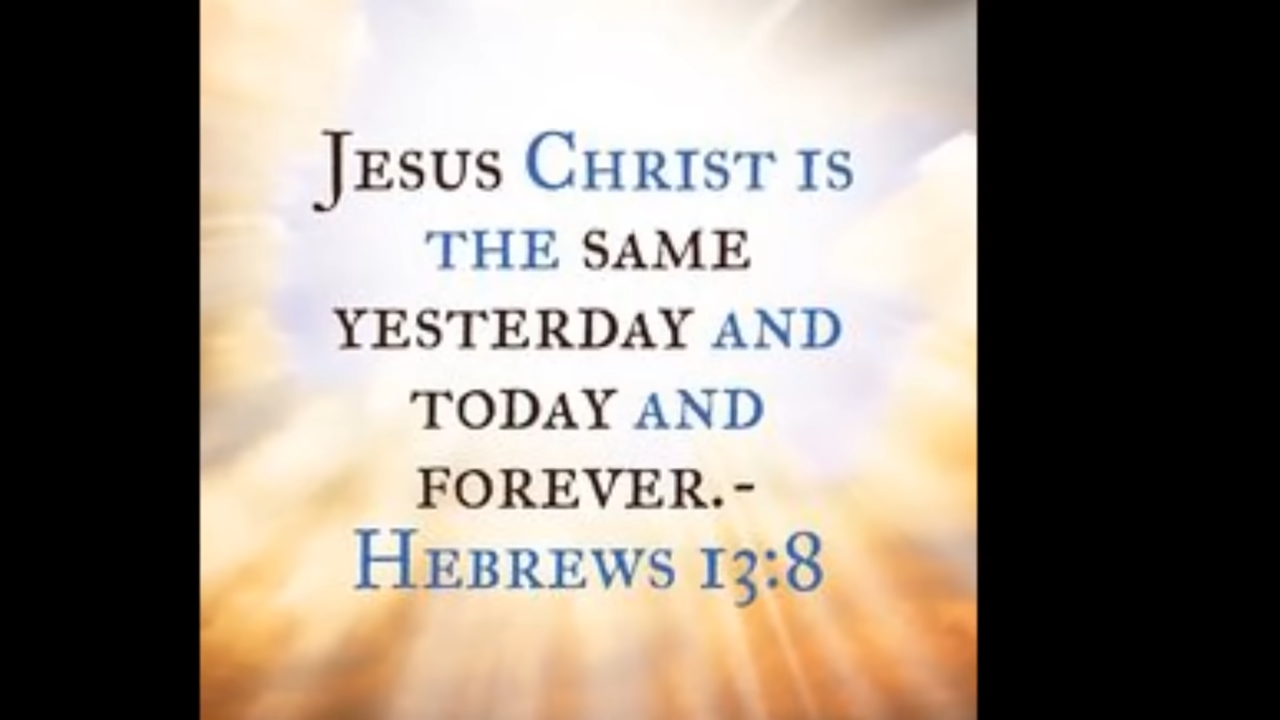 Jesus Christ is
the same
yesterday and
today and
forever.-
Hebrews 13:8